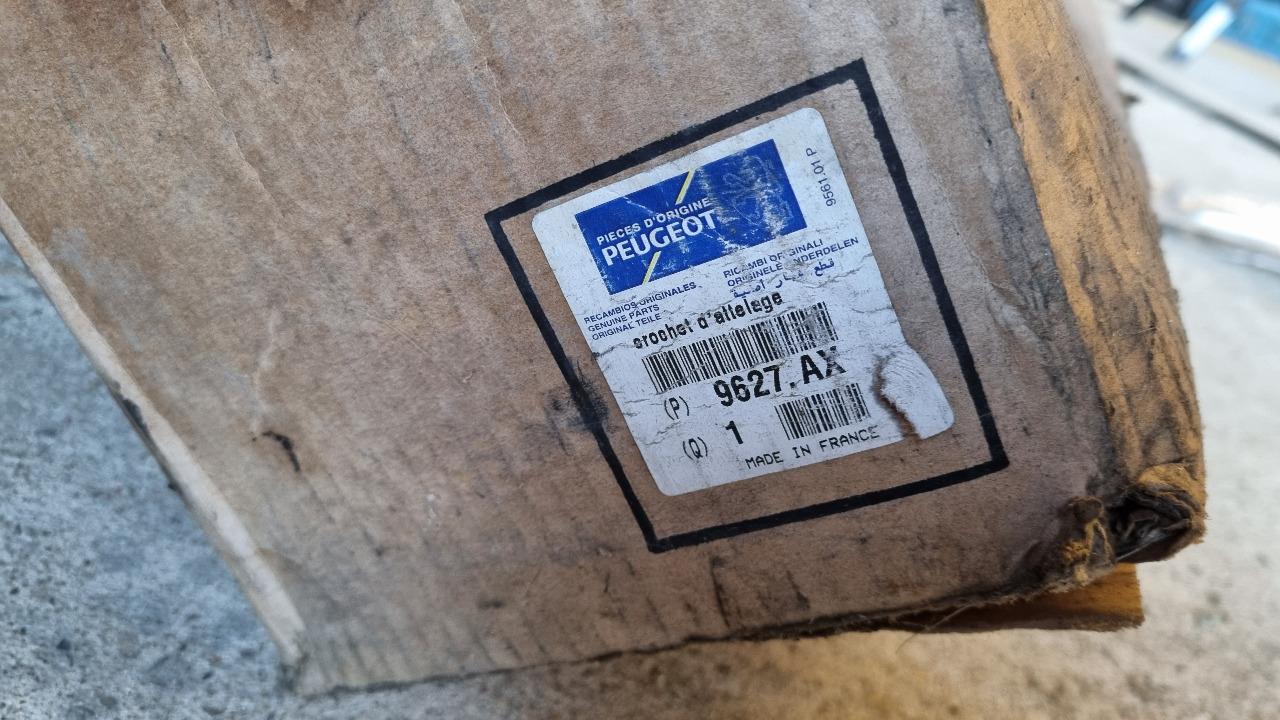 9561.01 P
PIECES D'ORIGINE
PEUGEOT
RECAMBIOS ORIGINALES
GENUINE PARTS
ORIGINAL TEILE
RICAMBI ORIGINALI
ORIGINELE ONDERDELEN
قطع
crochet d'attelage
(P) 9627.AX
(Q) 1
MADE IN FRANCE